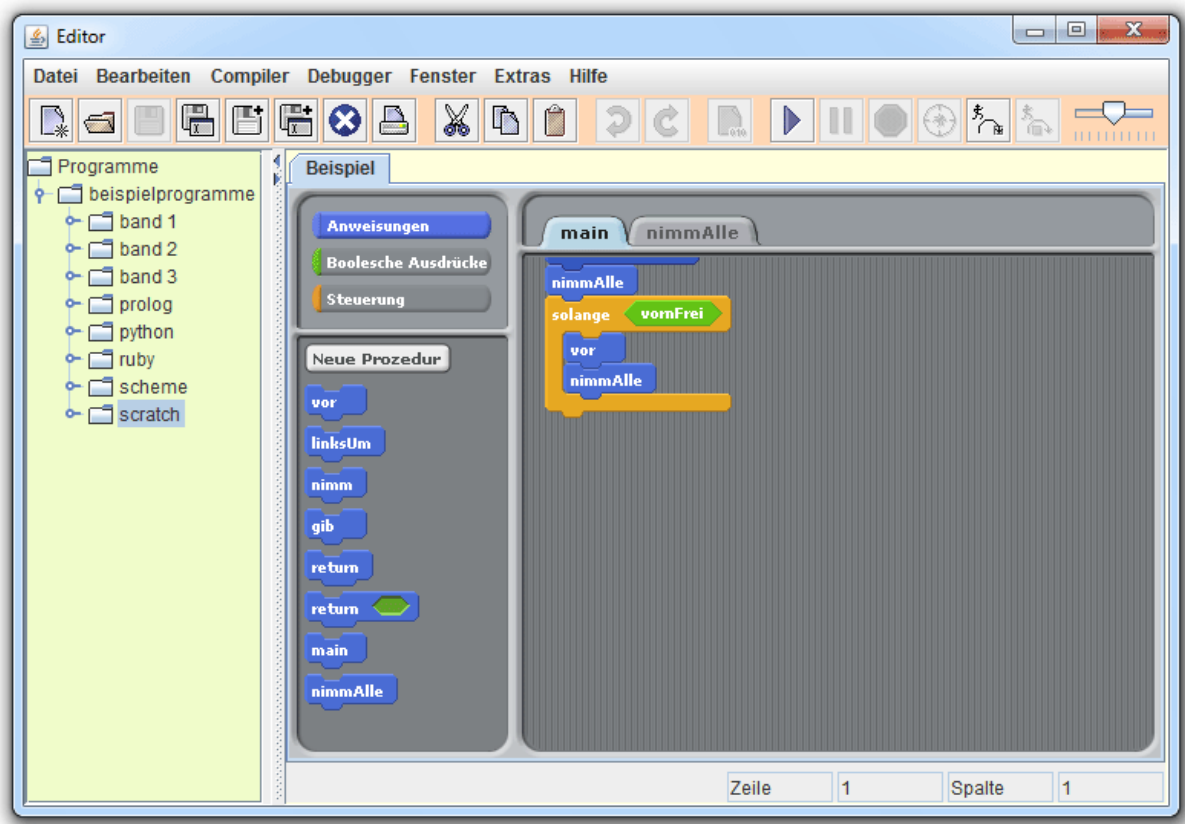 Editor
Datei Bearbeiten Compiler Debugger Fenster Extras Hilfe
Programme
beispielprogramme
band 1
band 2
band 3
prolog
python
ruby
scheme
scratch
Beispiel
Anweisungen
Boolesche Ausdrücke
Steuerung
Neue Prozedur
vor
linksUm
nimm
gib
return
return
main
nimmAlle
main nimmAlle
nimmAlle
solange vornFrei
vor
nimmAlle
Zeile 1 Spalte 1